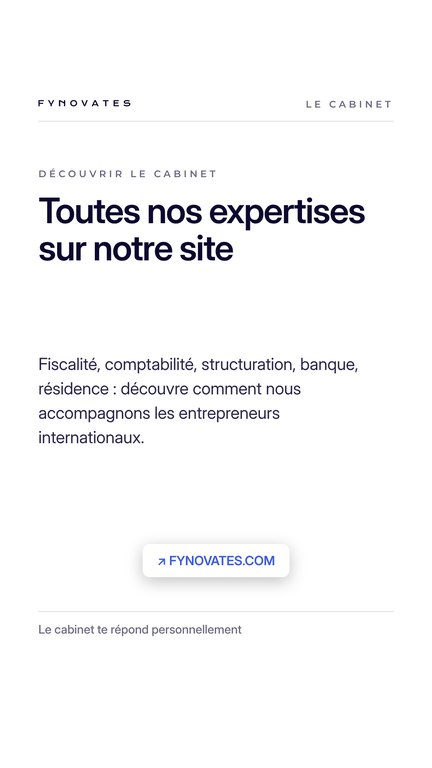 FYNOVATES
LE CABINET
DÉCOUVRIR LE CABINET
Toutes nos expertises
sur notre site
Fiscalité, comptabilité, structuration, banque,
résidence : découvre comment nous
accompagnons les entrepreneurs
internationaux.
FYNOVATES.COM
Le cabinet te répond personnellement